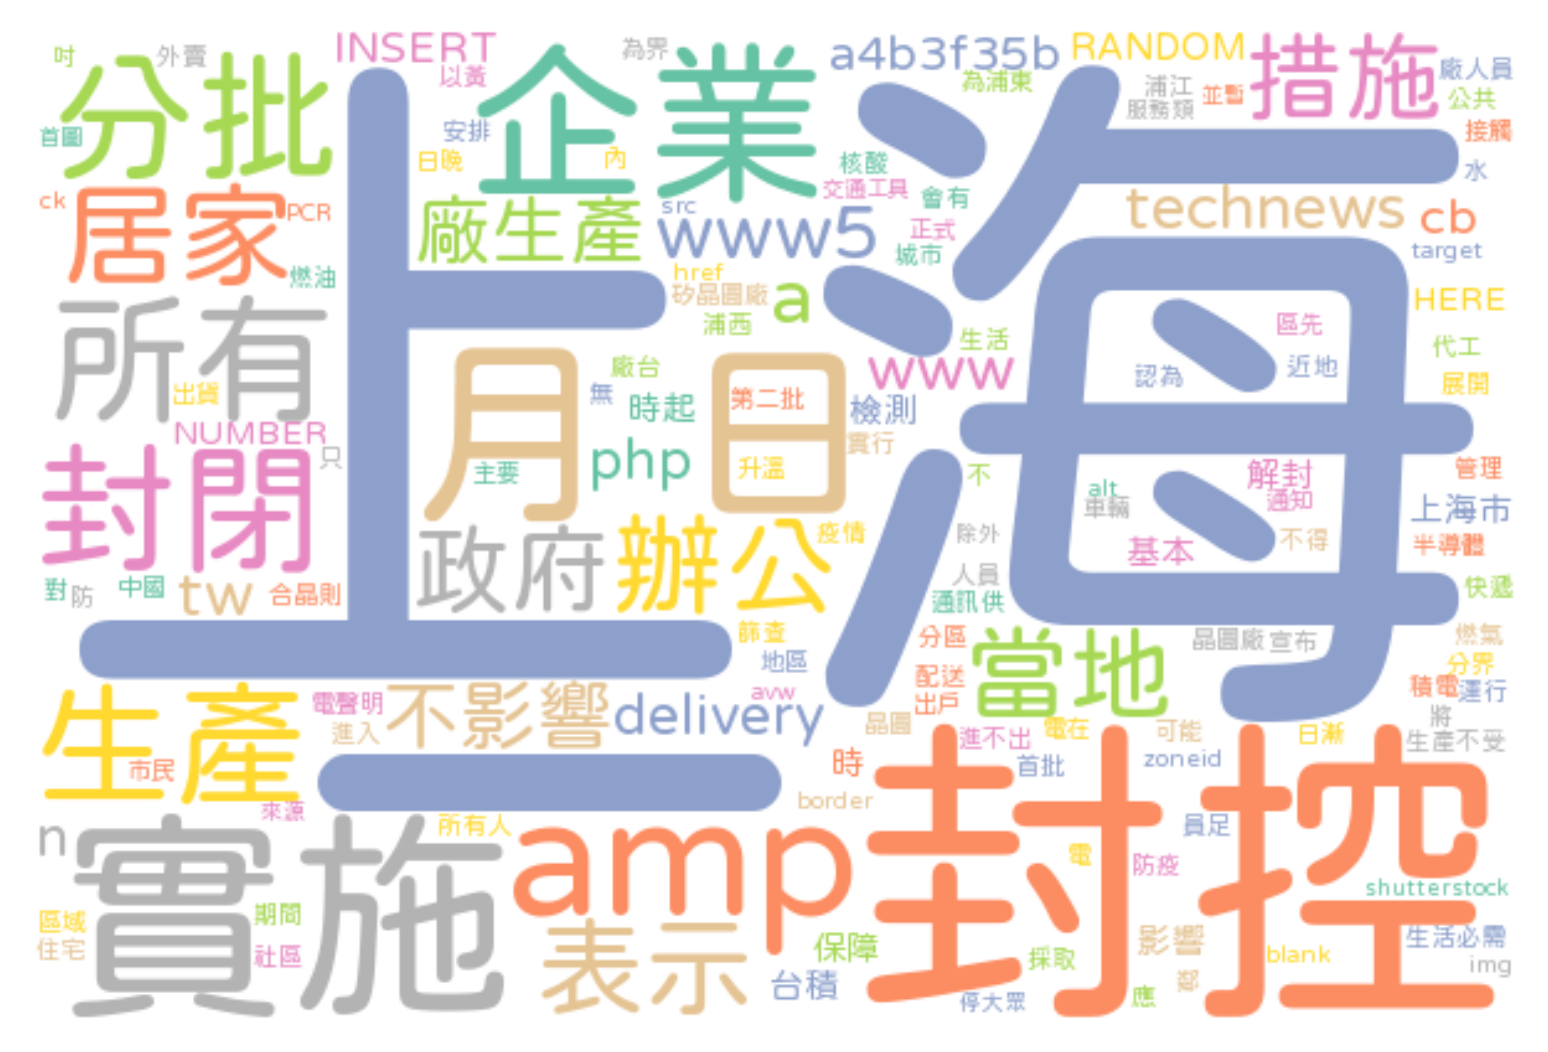 INSERT
為界
a4b3f35b
RANDOM
措施
吋
外賣
以黃
分批
企業
為浦東
浦江
並暫
廠人員
公共
服務類
首圖
安排
日晚
內
核酸
接觸
水
ck
居家
PCR
廠生產
src
交通工具
會有
technews
cb
www5
正式
城市
target
燃油
href
矽晶圓廠
a
HERE
所有
浦西
生活
區先
代工
上海
廠台
www
認為
近地
出貨
月
日
無
時起
第二批
檢測
展開
NUMBER
實行
只
封閉
主要
php
升溫
不
解封
管理
alt
通知
車輛
上海市
政府
辦公
疫情
除外
基本
不得
半導體
對
防
中國
tw
合晶則
人員
通訊供
快遞
篩查
地區
分區
當地
晶圓廠
宣布
燃氣
分界
配送
生產
電聲明
不影響
delivery
avw
出戶
積電
運行
將
進入
晶圓
電在
可能
日漸
生產不受
市民
時
進不出
首批
zoneid
封控
來源
所有人
border
員足
n
實施
amp
電
防疫
shutterstock
區域
期間
住宅
社區
表示
保障
採取
影響
blank
生活必需
img
台積
停大眾
應